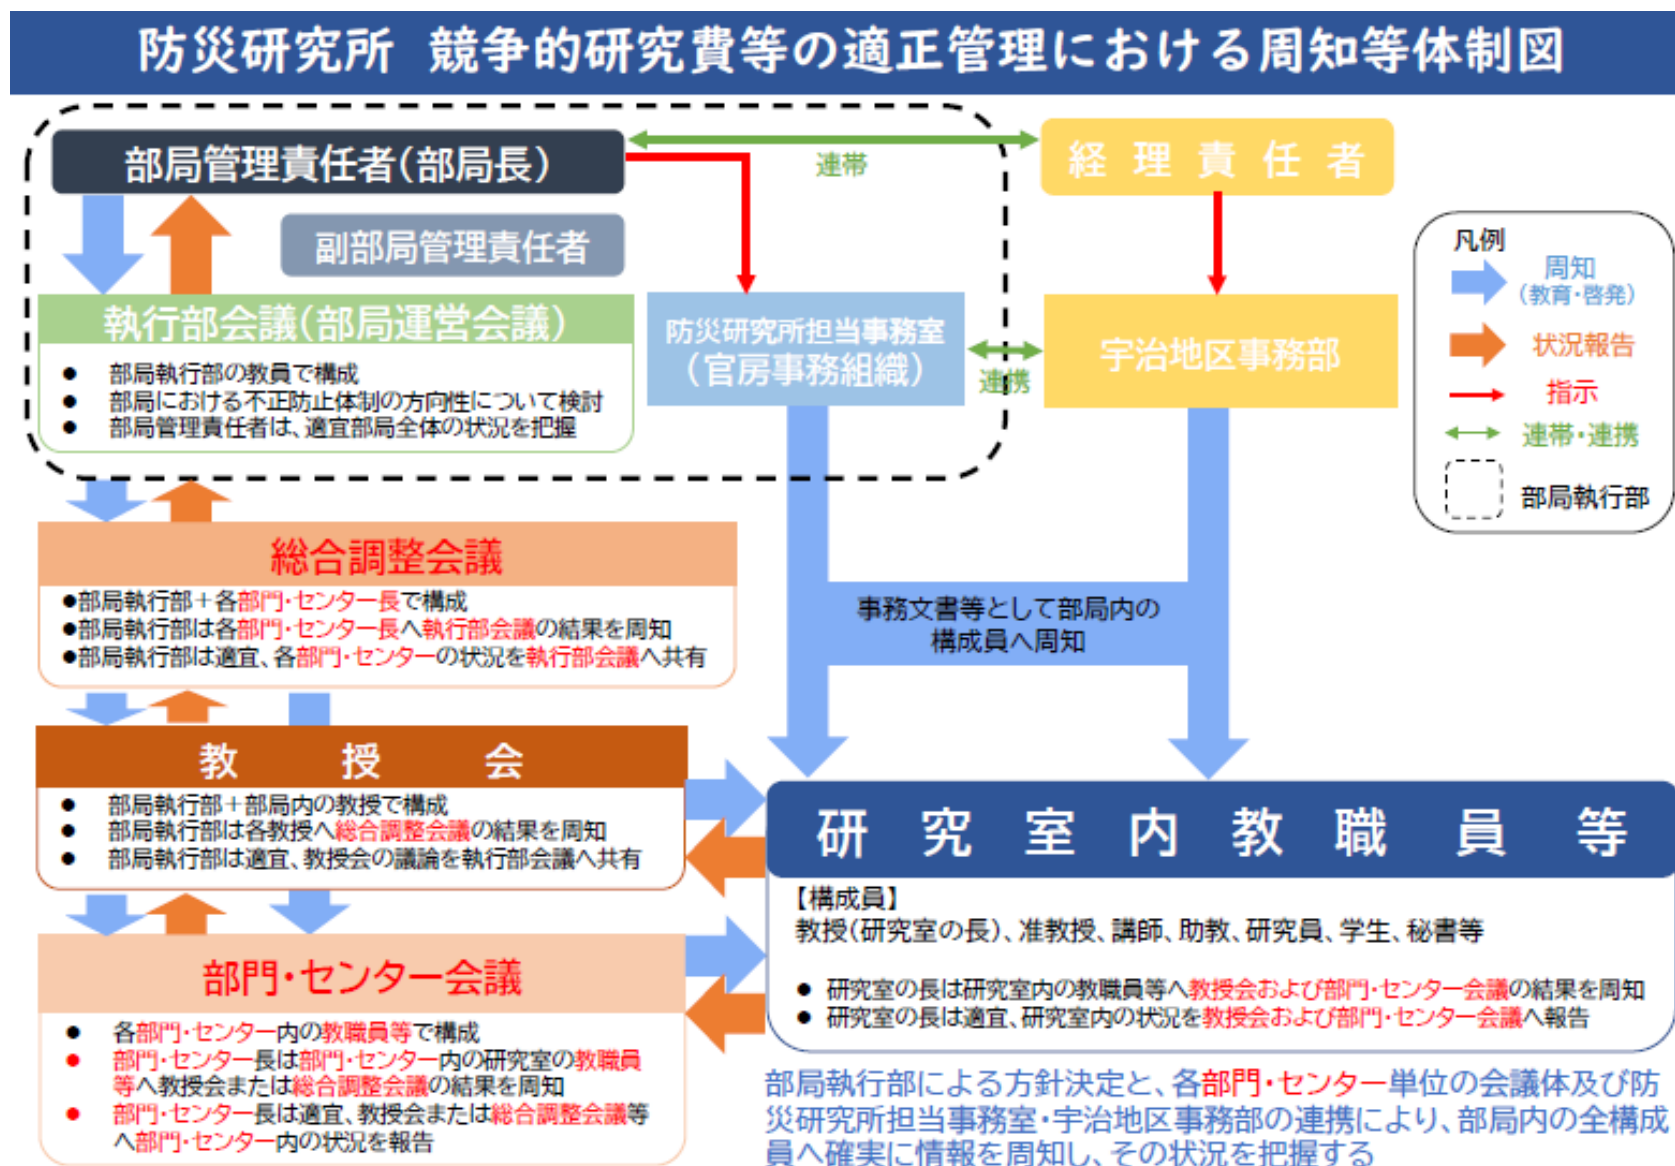 防災研究所 競争的研究費等の適正管理における周知等体制図
部局管理責任者(部局長)
連帯
経理責任者
副部局管理責任者
執行部会議(部局運営会議)
● 部局執行部の教員で構成
● 部局における不正防止体制の方向性について検討
● 部局管理責任者は、適宜部局全体の状況を把握
防災研究所担当事務室
(官房事務組織)
連携
宇治地区事務部
凡例
周知
(教育・啓発)
状況報告
指示
連帯・連携
部局執行部
総合調整会議
●部局執行部+各部門・センター長で構成
●部局執行部は各部門・センター長へ執行部会議の結果を周知
●部局執行部は適宜、各部門・センターの状況を執行部会議へ共有
事務文書等として部局内の
構成員へ周知
教授会
● 部局執行部+部局内の教授で構成
● 部局執行部は各教授へ総合調整会議の結果を周知
● 部局執行部は適宜、教授会の議論を執行部会議へ共有
研究室内教職員等
【構成員】
教授(研究室の長)、准教授、講師、助教、研究員、学生、秘書等
● 研究室の長は研究室内の教職員等へ教授会および部門・センター会議の結果を周知
● 研究室の長は適宜、研究室内の状況を教授会および部門・センター会議へ報告
部門・センター会議
● 各部門・センター内の教職員等で構成
● 部門・センター長は部門・センター内の研究室の教職員
等へ教授会または総合調整会議の結果を周知
● 部門・センター長は適宜、教授会または総合調整会議等
へ部門・センター内の状況を報告
部局執行部による方針決定と、各部門・センター単位の会議体及び防
災研究所担当事務室・宇治地区事務部の連携により、部局内の全構成
員へ確実に情報を周知し、その状況を把握する